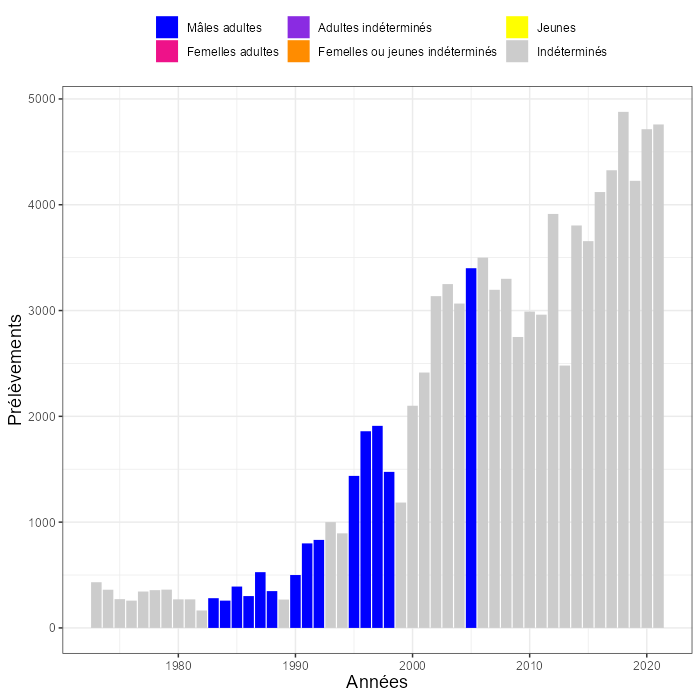 Mâles adultes
Adultes indéterminés
Jeunes
Femelles adultes
Femelles ou jeunes indéterminés
Indéterminés
5000
4000
3000
2000
1000
0
Prélèvements
1980
1990
2000
2010
2020
Années